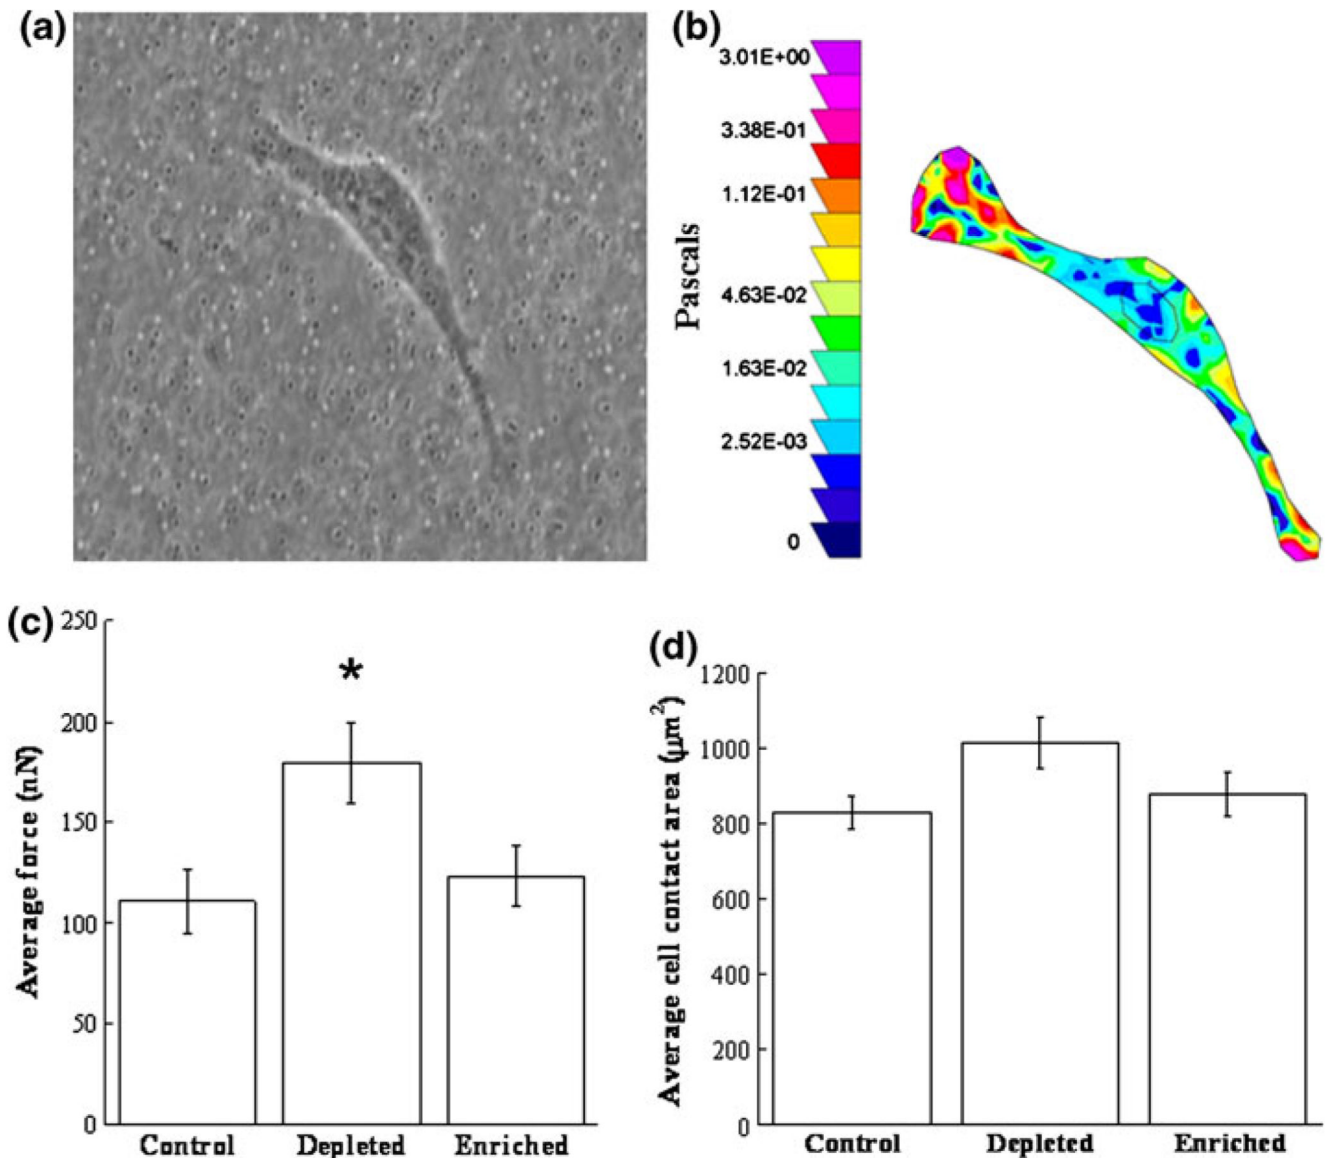 (a)
(b)
3.01E+00
3.38E-01
1.12E-01
4.63E-02
1.63E-02
2.52E-03
0
Pascals
(c)
250
200
150
100
50
0
Average force (nN)
*
Control Depleted Enriched
(d)
1200
1000
800
600
400
200
0
Average cell contact area (μm²)
Control Depleted Enriched